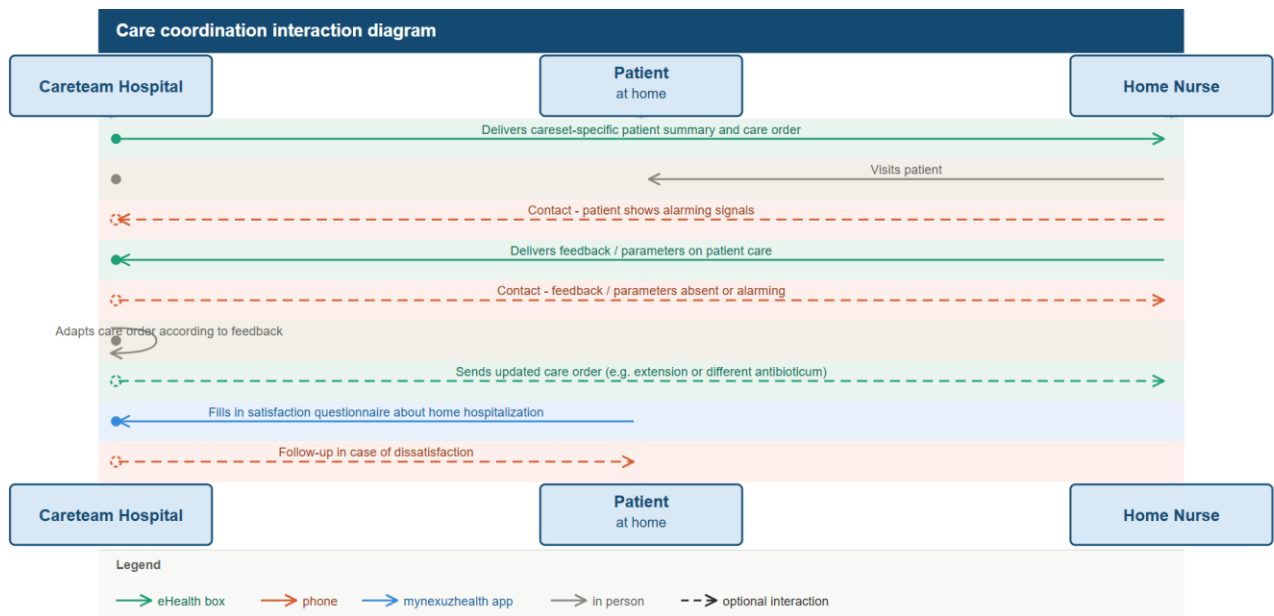 Care coordination interaction diagram
Careteam Hospital
Patient
at home
Home Nurse
Delivers careset-specific patient summary and care order
Visits patient
Contact - patient shows alarming signals
Delivers feedback / parameters on patient care
Contact - feedback / parameters absent or alarming
Adapts care order according to feedback
Sends updated care order (e.g. extension or different antibioticum)
Fills in satisfaction questionnaire about home hospitalization
Follow-up in case of dissatisfaction
Careteam Hospital
Patient
at home
Home Nurse
Legend
eHealth box
phone
mynexuzhealth app
in person
optional interaction